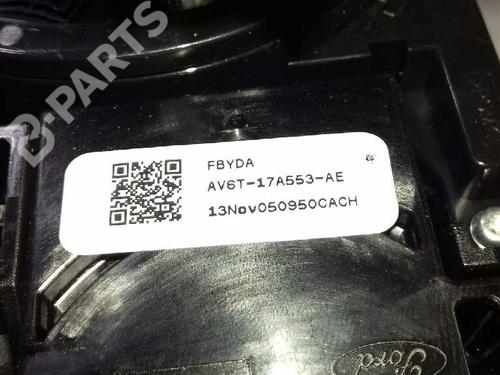 B-PARTS
FBYDA
AV6T-17A553-AE
13Nov050950CACH
Ford